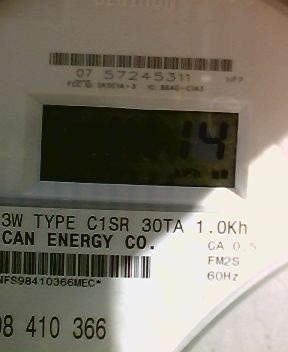 CENTRON
07 57245311
14
3W TYPE C1SR 30TA 1.0Kh
CAN ENERGY CO.
CA 0.5
FM2S
60Hz
NFS98410366MEC*
98 410 366